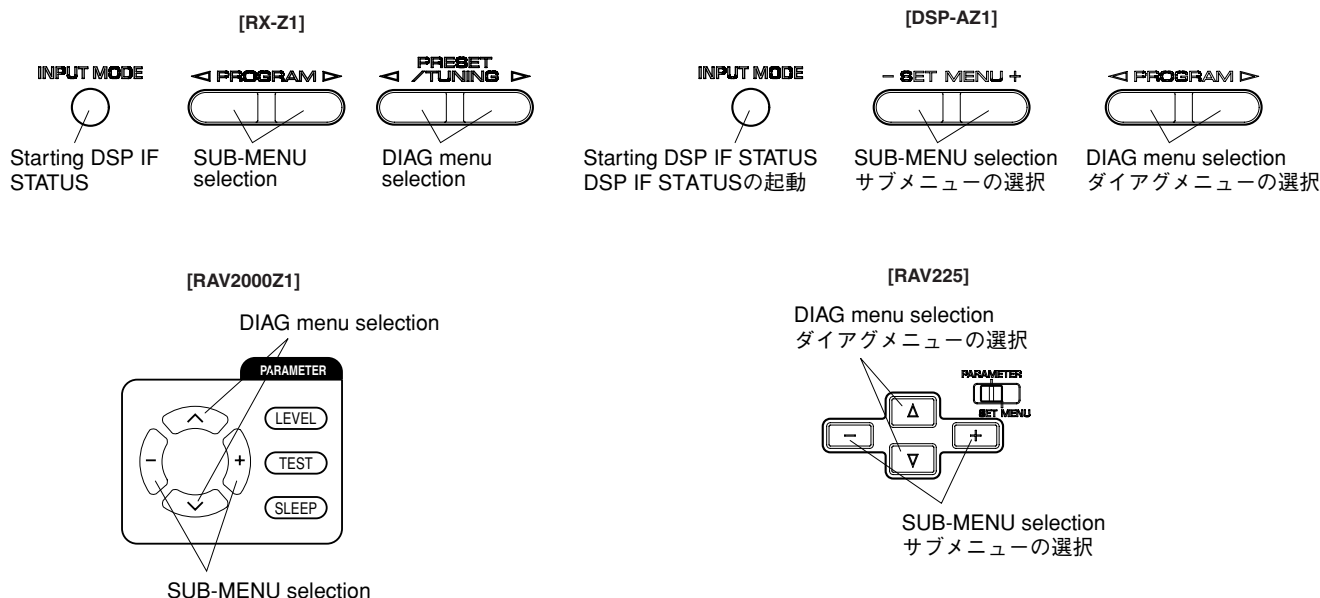 [RX-Z1]
INPUT MODE
◁ PROGRAM ▷
PRESET
◁ /TUNING ▷
Starting DSP IF
STATUS
SUB-MENU
selection
DIAG menu
selection
[DSP-AZ1]
INPUT MODE
− SET MENU +
◁ PROGRAM ▷
Starting DSP IF STATUS
DSP IF STATUSの起動
SUB-MENU selection
サブメニューの選択
DIAG menu selection
ダイアグメニューの選択
[RAV2000Z1]
DIAG menu selection
PARAMETER
LEVEL
− +
TEST
SLEEP
SUB-MENU selection
[RAV225]
DIAG menu selection
ダイアグメニューの選択
PARAMETER
SET MENU
− +
SUB-MENU selection
サブメニューの選択